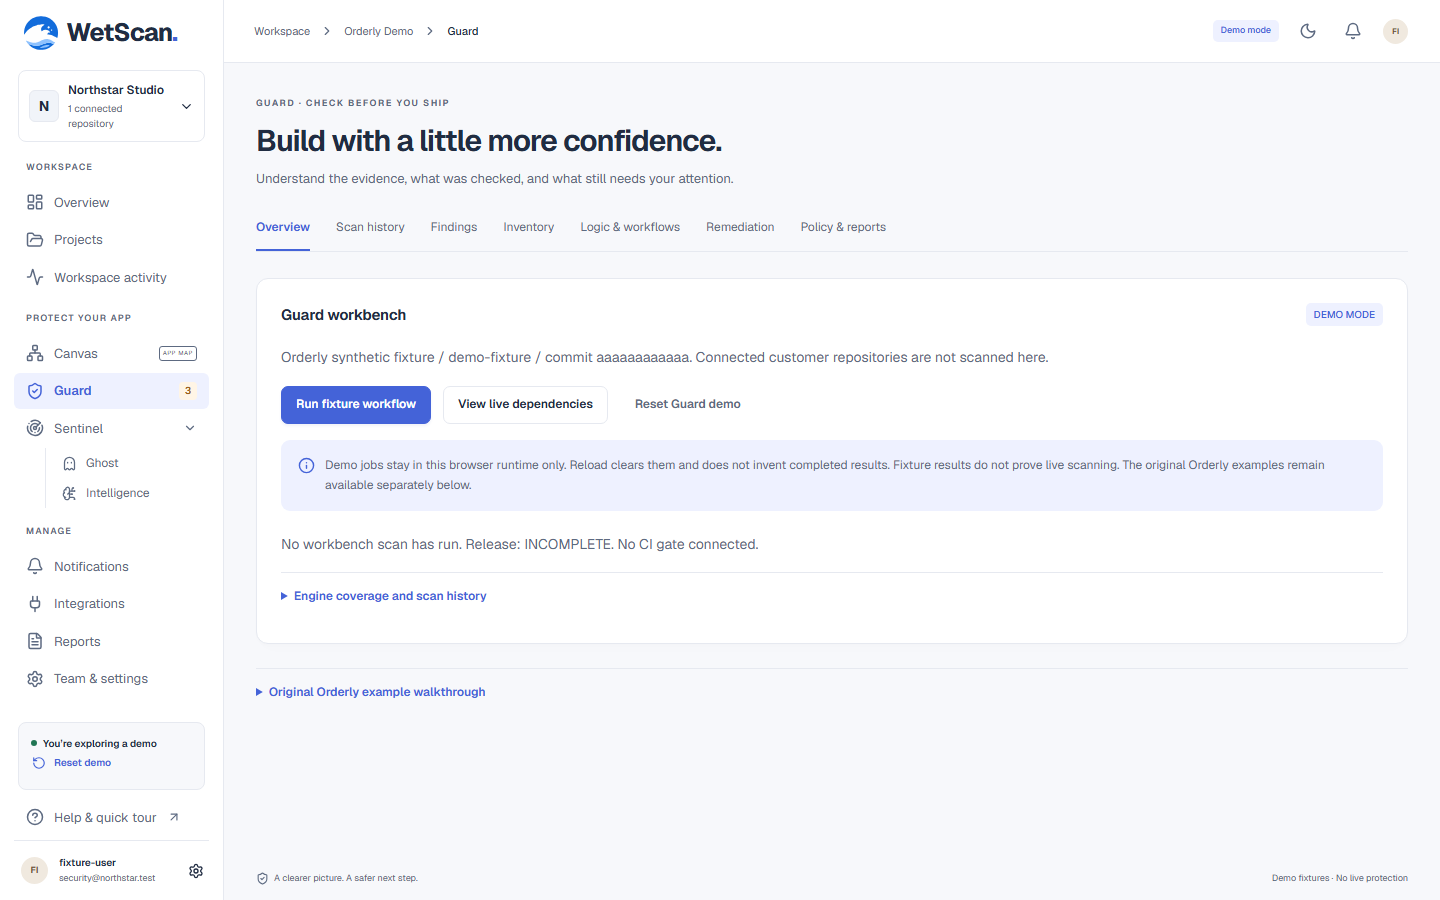 WetScan.
N
Northstar Studio
1 connected
repository
WORKSPACE
Overview
Projects
Workspace activity
PROTECT YOUR APP
Canvas
APP MAP
Guard
3
Sentinel
Ghost
Intelligence
MANAGE
Notifications
Integrations
Reports
Team & settings
You're exploring a demo
Reset demo
Help & quick tour
FI
fixture-user
security@northstar.test
Workspace > Orderly Demo > Guard
Demo mode
FI
GUARD · CHECK BEFORE YOU SHIP
Build with a little more confidence.
Understand the evidence, what was checked, and what still needs your attention.
Overview Scan history Findings Inventory Logic & workflows Remediation Policy & reports
Guard workbench
DEMO MODE
Orderly synthetic fixture / demo-fixture / commit aaaaaaaaaaaa. Connected customer repositories are not scanned here.
Run fixture workflow
View live dependencies
Reset Guard demo
Demo jobs stay in this browser runtime only. Reload clears them and does not invent completed results. Fixture results do not prove live scanning. The original Orderly examples remain
available separately below.
No workbench scan has run. Release: INCOMPLETE. No CI gate connected.
Engine coverage and scan history
Original Orderly example walkthrough
A clearer picture. A safer next step.
Demo fixtures · No live protection